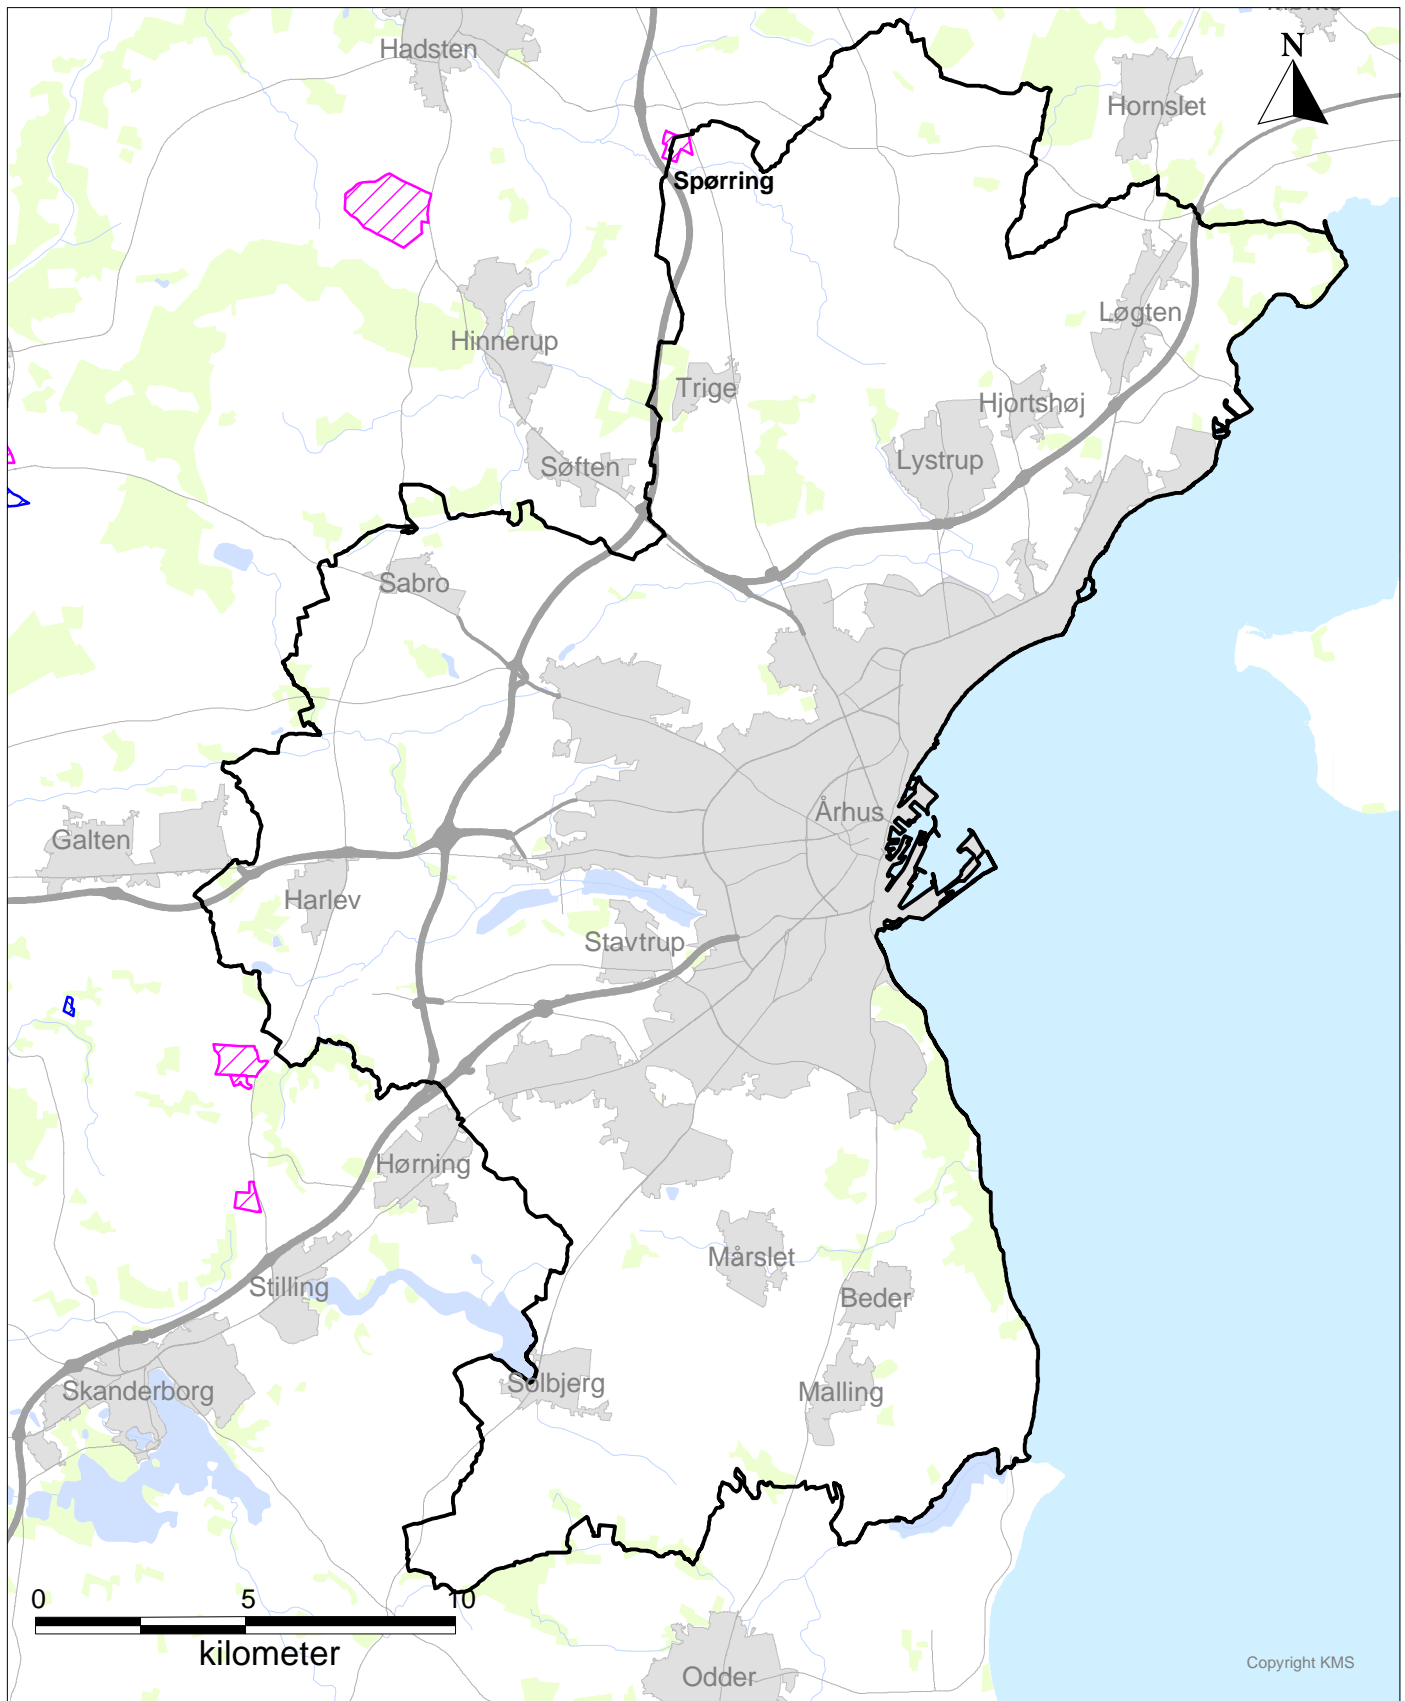 Hadsten
N
Hornslet
Spørring
Løgten
Hinnerup
Trige
Hjortshøj
Søften
Lystrup
Sabro
Århus
Galten
Harlev
Stavtrup
Hørning
Mårslet
Stilling
Beder
Skanderborg
Solbjerg
Malling
0 5 10
kilometer
Odder
Copyright KMS